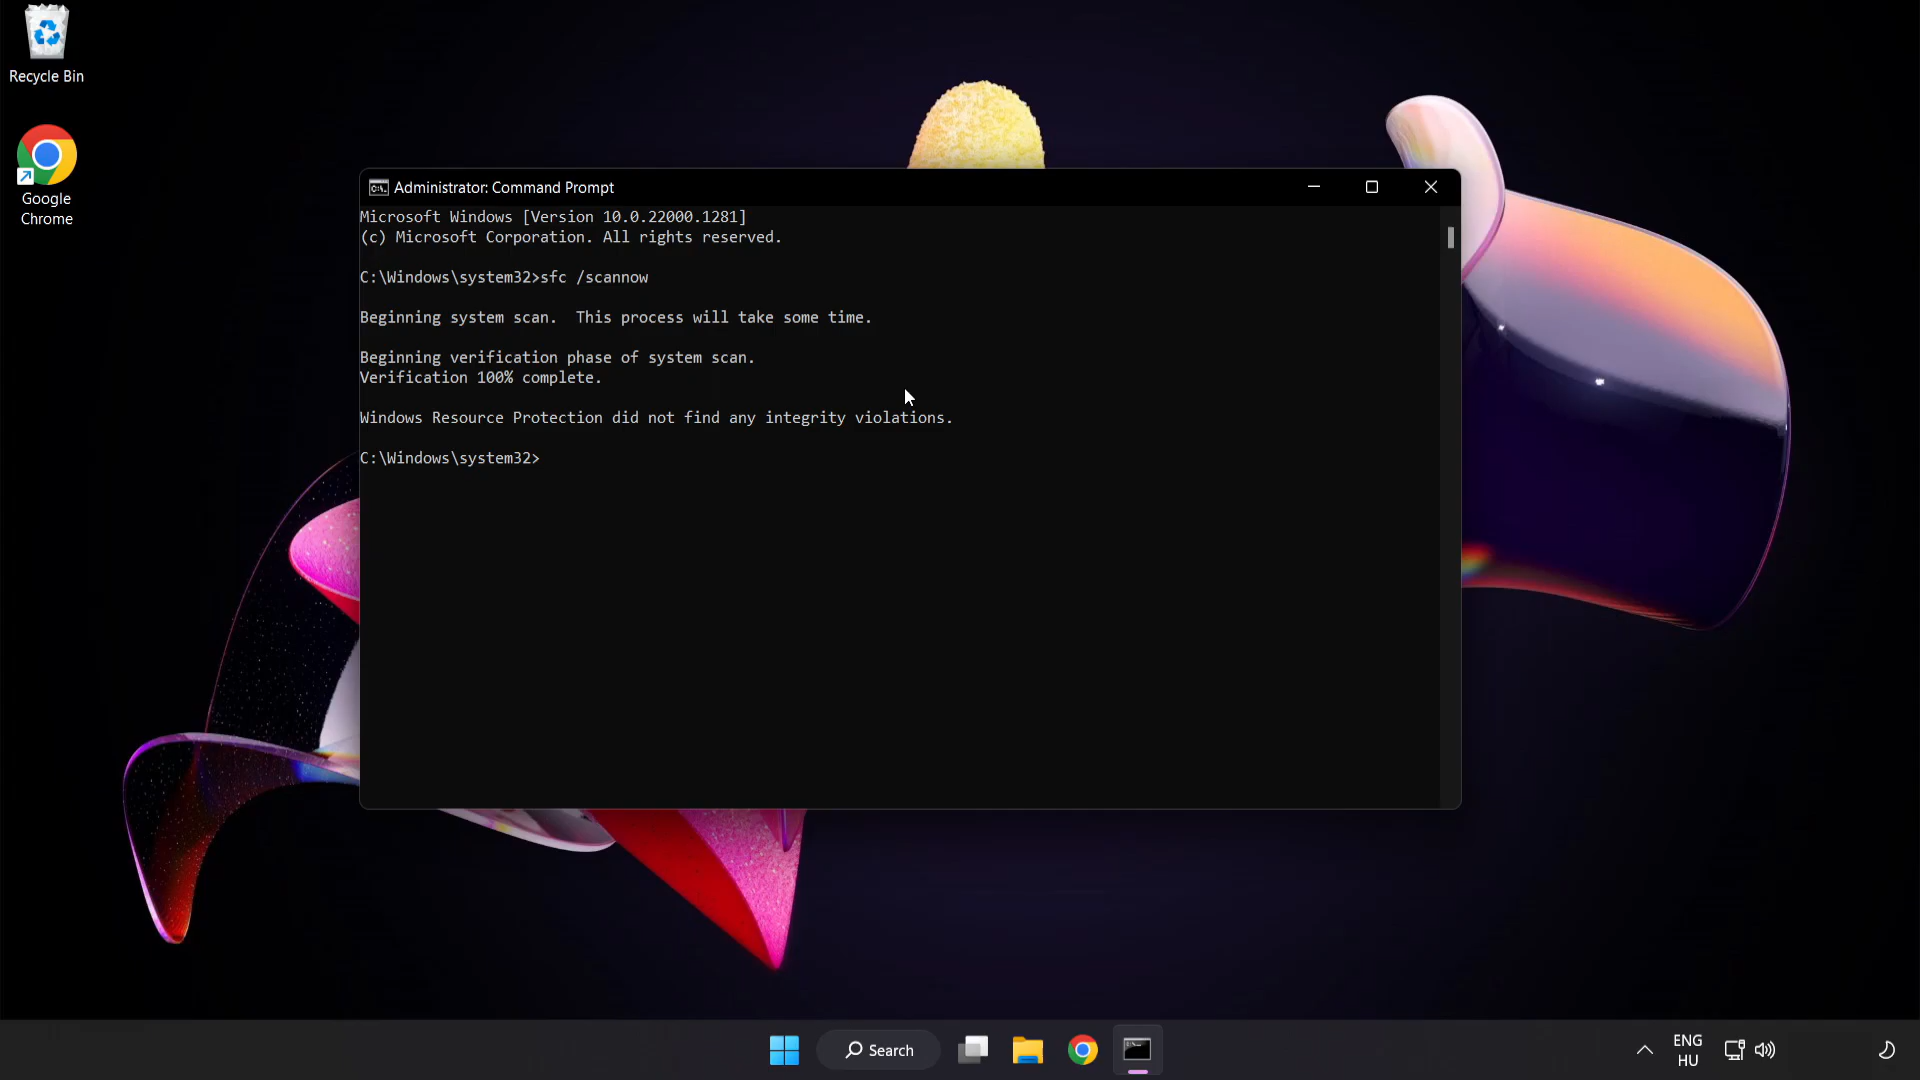 Recycle Bin
Google
Chrome
Administrator: Command Prompt
Microsoft Windows [Version 10.0.22000.1281]
(c) Microsoft Corporation. All rights reserved.
C:\Windows\system32>sfc /scannow
Beginning system scan.  This process will take some time.
Beginning verification phase of system scan.
Verification 100% complete.
Windows Resource Protection did not find any integrity violations.
C:\Windows\system32>
Search
ENG
HU